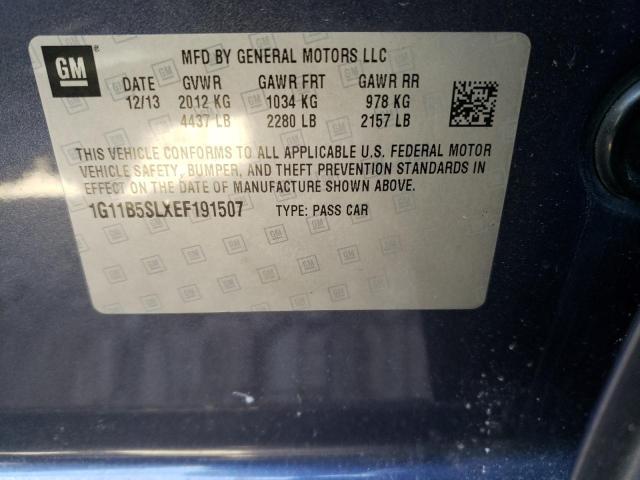 GM
MFD BY GENERAL MOTORS LLC
DATE GVWR GAWR FRT GAWR RR
12/13 2012 KG 1034 KG 978 KG
4437 LB 2280 LB 2157 LB
THIS VEHICLE CONFORMS TO ALL APPLICABLE U.S. FEDERAL MOTOR
VEHICLE SAFETY, BUMPER, AND THEFT PREVENTION STANDARDS IN
EFFECT ON THE DATE OF MANUFACTURE SHOWN ABOVE.
1G11B5SLXEF191507 TYPE: PASS CAR